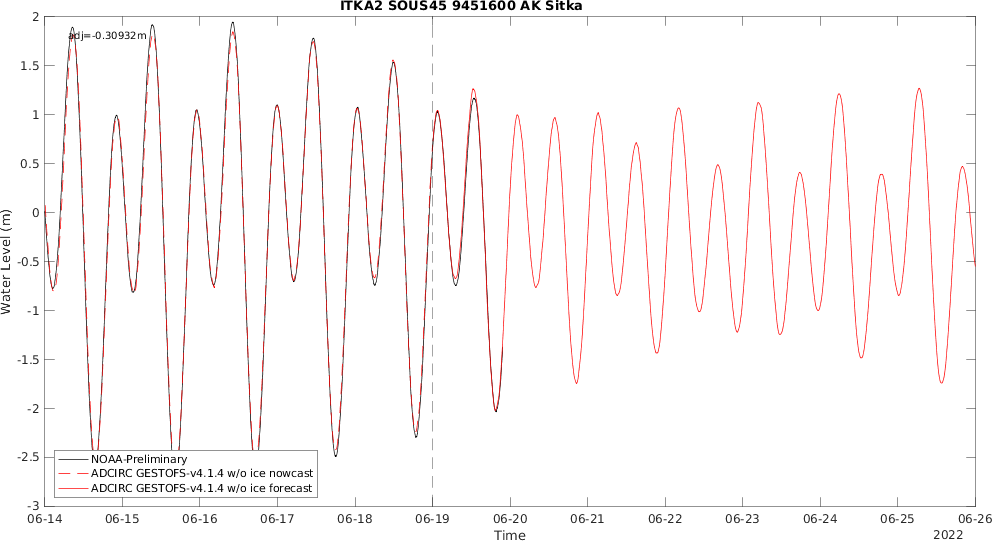 ITKA2 SOUS45 9451600 AK Sitka
adj=-0.30932m
Water Level (m)
2
1.5
1
0.5
0
-0.5
-1
-1.5
-2
-2.5
-3
NOAA-Preliminary
ADCIRC GESTOFS-v4.1.4 w/o ice nowcast
ADCIRC GESTOFS-v4.1.4 w/o ice forecast
06-14 06-15 06-16 06-17 06-18 06-19 06-20 06-21 06-22 06-23 06-24 06-25 06-26
Time
2022